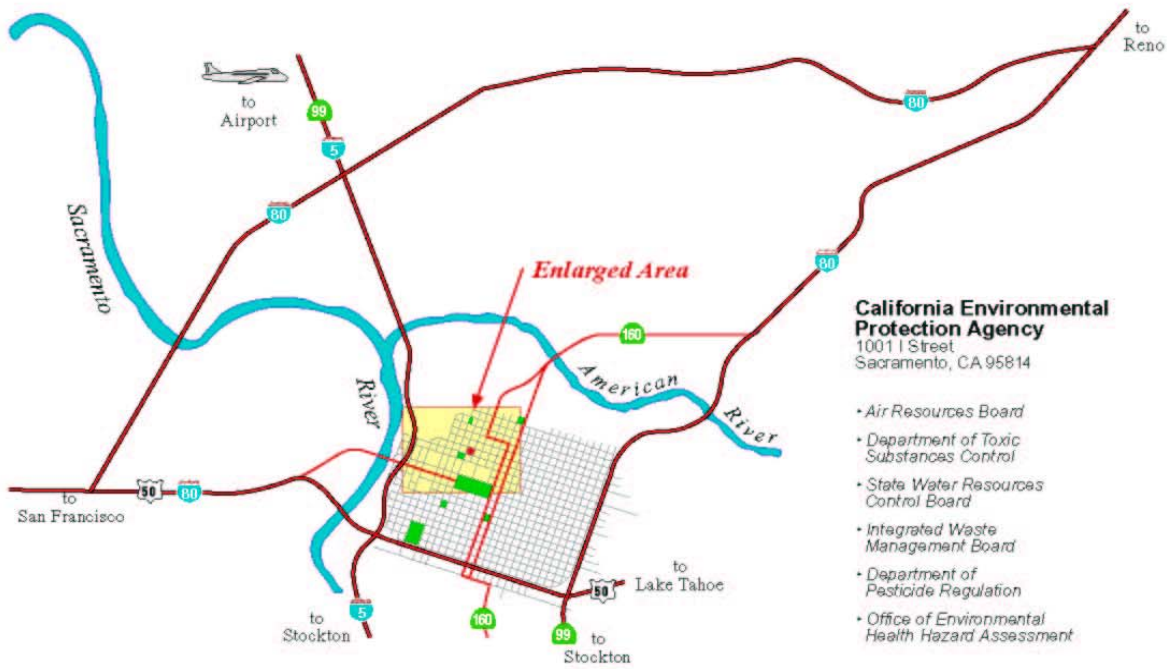 to
Reno
to
Airport
99
5
80
80
80
Sacramento
River
Enlarged Area
160
American
River
California Environmental
Protection Agency
1001 I Street
Sacramento, CA 95814
▸ Air Resources Board
▸ Department of Toxic
Substances Control
▸ State Water Resources
Control Board
▸ Integrated Waste
Management Board
▸ Department of
Pesticide Regulation
▸ Office of Environmental
Health Hazard Assessment
to
San Francisco
50
80
to
Stockton
5
160
99
to
Stockton
50
to
Lake Tahoe